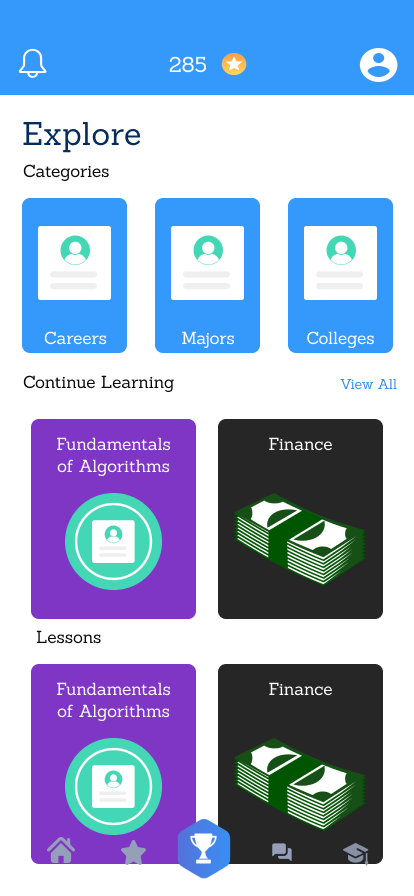 285
Explore
Categories
Careers
Majors
Colleges
Continue Learning
View All
Fundamentals
of Algorithms
Finance
Lessons
Fundamentals
of Algorithms
Finance